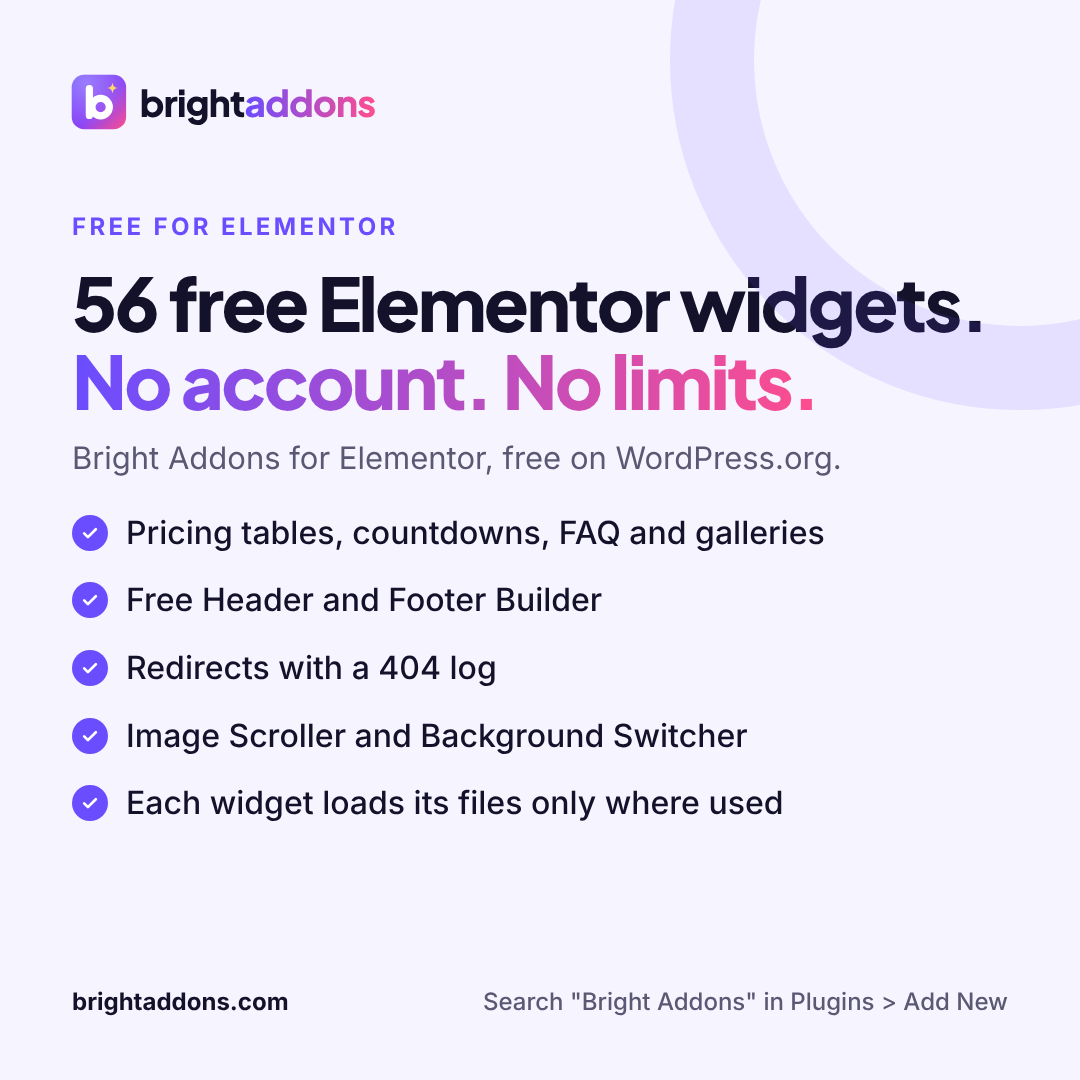 brightaddons
FREE FOR ELEMENTOR
56 free Elementor widgets.
No account. No limits.
Bright Addons for Elementor, free on WordPress.org.
Pricing tables, countdowns, FAQ and galleries
Free Header and Footer Builder
Redirects with a 404 log
Image Scroller and Background Switcher
Each widget loads its files only where used
brightaddons.com
Search "Bright Addons" in Plugins > Add New